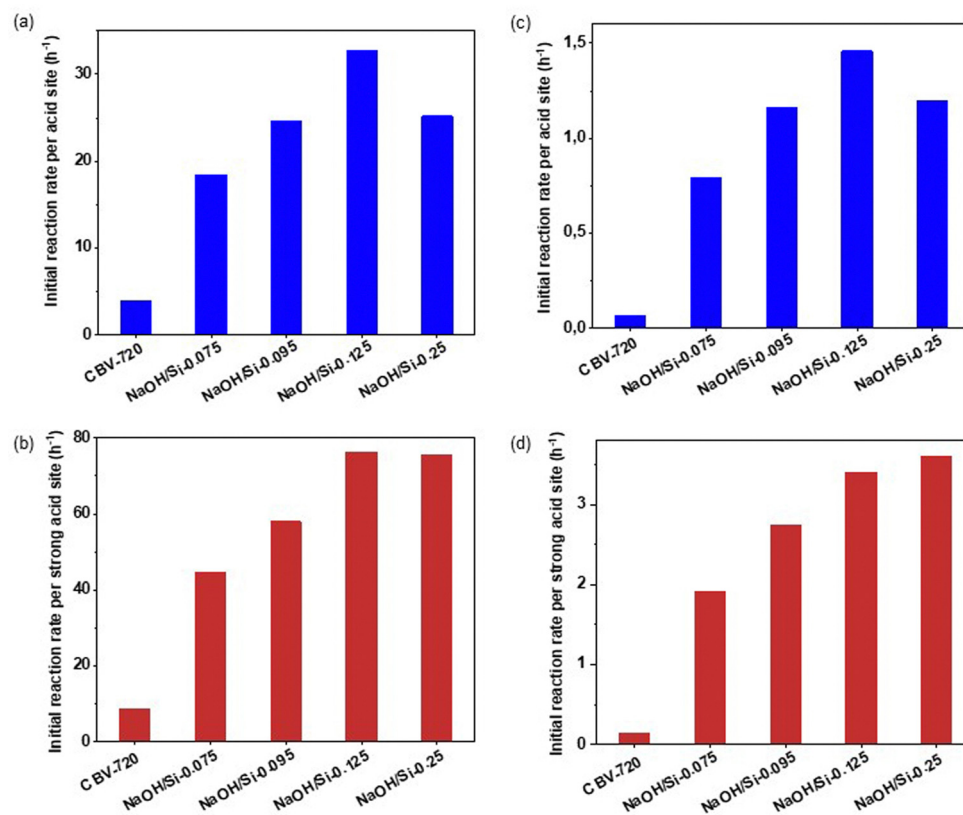 (a)
Initial reaction rate per acid site (h⁻¹)
30
20
10
0
CBV-720
NaOH/Si-0.075
NaOH/Si-0.095
NaOH/Si-0.125
NaOH/Si-0.25
(c)
Initial reaction rate per acid site (h⁻¹)
1,5
1,0
0,5
0,0
CBV-720
NaOH/Si-0.075
NaOH/Si-0.095
NaOH/Si-0.125
NaOH/Si-0.25
(b)
Initial reaction rate per strong acid site (h⁻¹)
80
60
40
20
0
CBV-720
NaOH/Si-0.075
NaOH/Si-0.095
NaOH/Si-0.125
NaOH/Si-0.25
(d)
Initial reaction rate per strong acid site (h⁻¹)
3
2
1
0
CBV-720
NaOH/Si-0.075
NaOH/Si-0.095
NaOH/Si-0.125
NaOH/Si-0.25